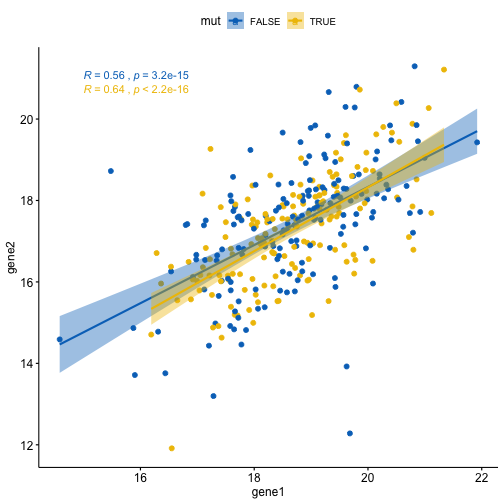 mut FALSE TRUE
R = 0.56 , p = 3.2e-15
R = 0.64 , p < 2.2e-16
20
18
16
14
12
gene2
16 18 20 22
gene1